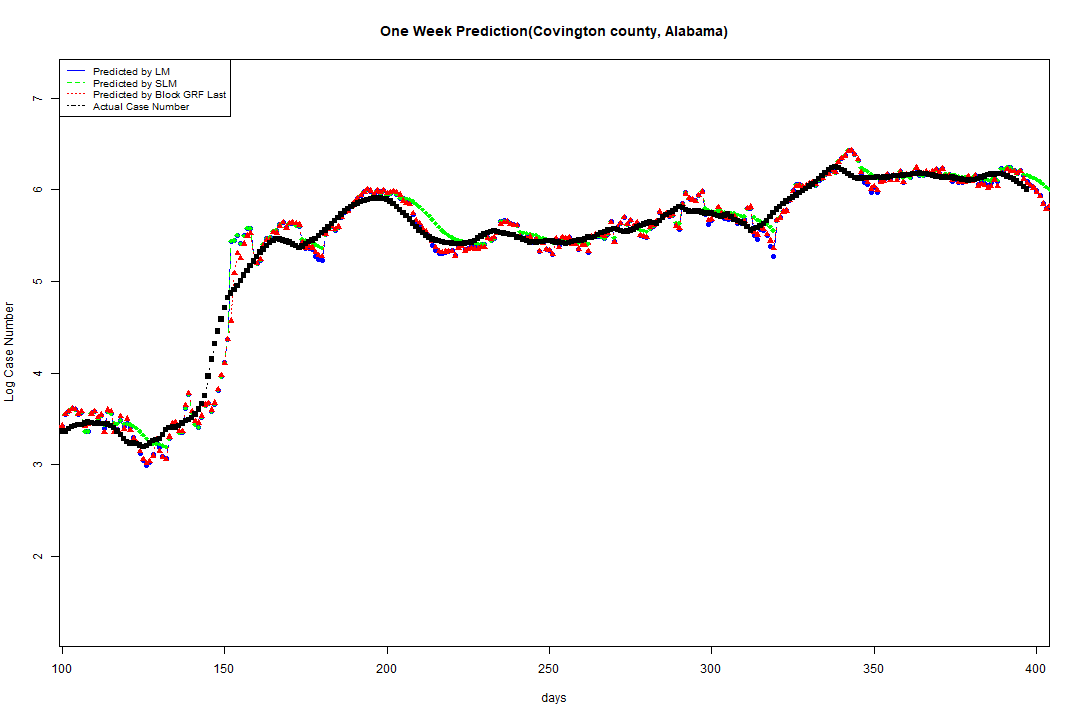 One Week Prediction(Covington county, Alabama)
Predicted by LM
Predicted by SLM
Predicted by Block GRF Last
Actual Case Number
7
6
5
4
3
2
Log Case Number
100 150 200 250 300 350 400
days